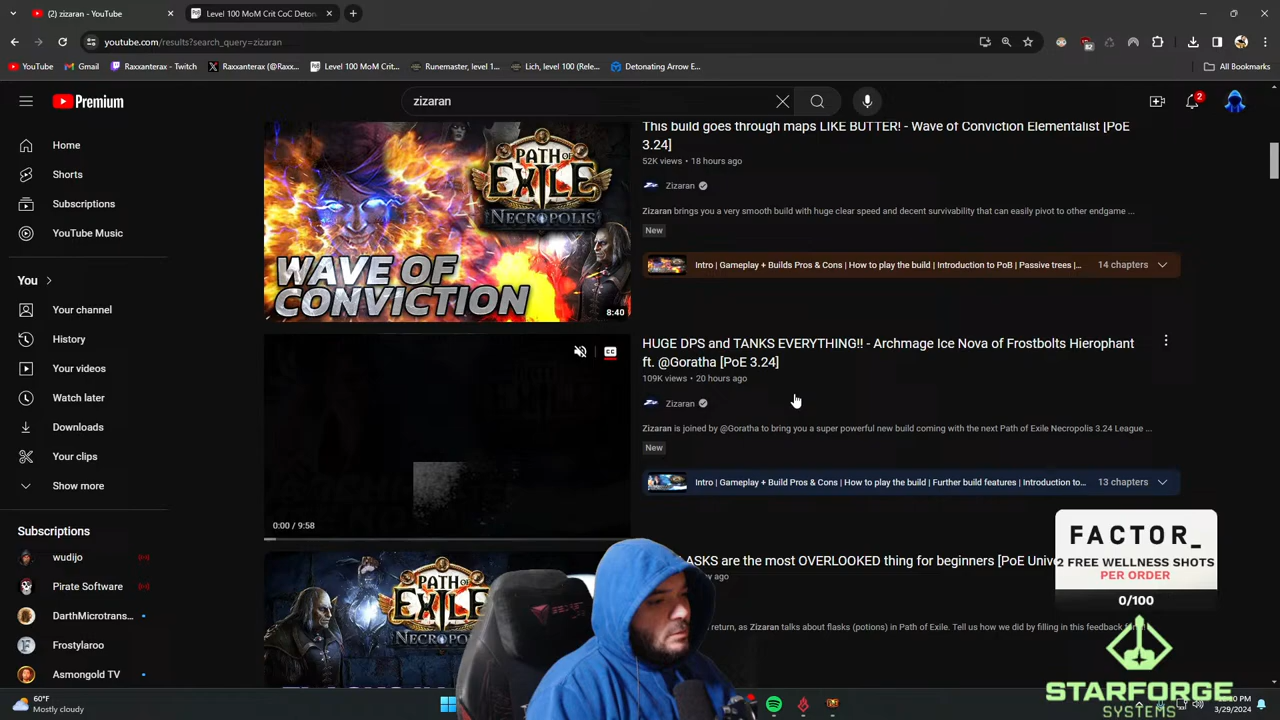 (2) zizaran - YouTube
Level 100 MoM Crit CoC Deton
youtube.com/results?search_query=zizaran
82
YouTube
Gmail
Raxxanterax - Twitch
Raxxanterax (@Raxx...
Level 100 MoM Crit...
Runemaster, level 1...
Lich, level 100 (Rele...
Detonating Arrow E...
All Bookmarks
Premium
zizaran
2
Home
Shorts
Subscriptions
YouTube Music
You
Your channel
History
Your videos
Watch later
Downloads
Your clips
Show more
Subscriptions
wudijo
Pirate Software
DarthMicrotrans...
Frostylaroo
Asmongold TV
PATH OF
EXILE
NECROPOLIS
WAVE OF
CONVICTION
8:40
This build goes through maps LIKE BUTTER! - Wave of Conviction Elementalist [PoE
3.24]
52K views • 18 hours ago
Zizaran
Zizaran brings you a very smooth build with huge clear speed and decent survivability that can easily pivot to other endgame ...
New
Intro | Gameplay + Builds Pros & Cons | How to play the build | Introduction to PoB | Passive trees |...
14 chapters
CC
0:00 / 9:58
HUGE DPS and TANKS EVERYTHING!! - Archmage Ice Nova of Frostbolts Hierophant
ft. @Goratha [PoE 3.24]
109K views • 20 hours ago
Zizaran
Zizaran is joined by @Goratha to bring you a super powerful new build coming with the next Path of Exile Necropolis 3.24 League ...
New
Intro | Gameplay + Build Pros & Cons | How to play the build | Further build features | Introduction to...
13 chapters
PATH OF
EXILE
ASKS are the most OVERLOOKED thing for beginners [PoE Unive
ago
return, as Zizaran talks about flasks (potions) in Path of Exile. Tell us how we did by filling in this feedback
FACTOR_
2 FREE WELLNESS SHOTS
PER ORDER
0/100
STARFORGE
SYSTEMS
60°F
Mostly cloudy
3/29/2024